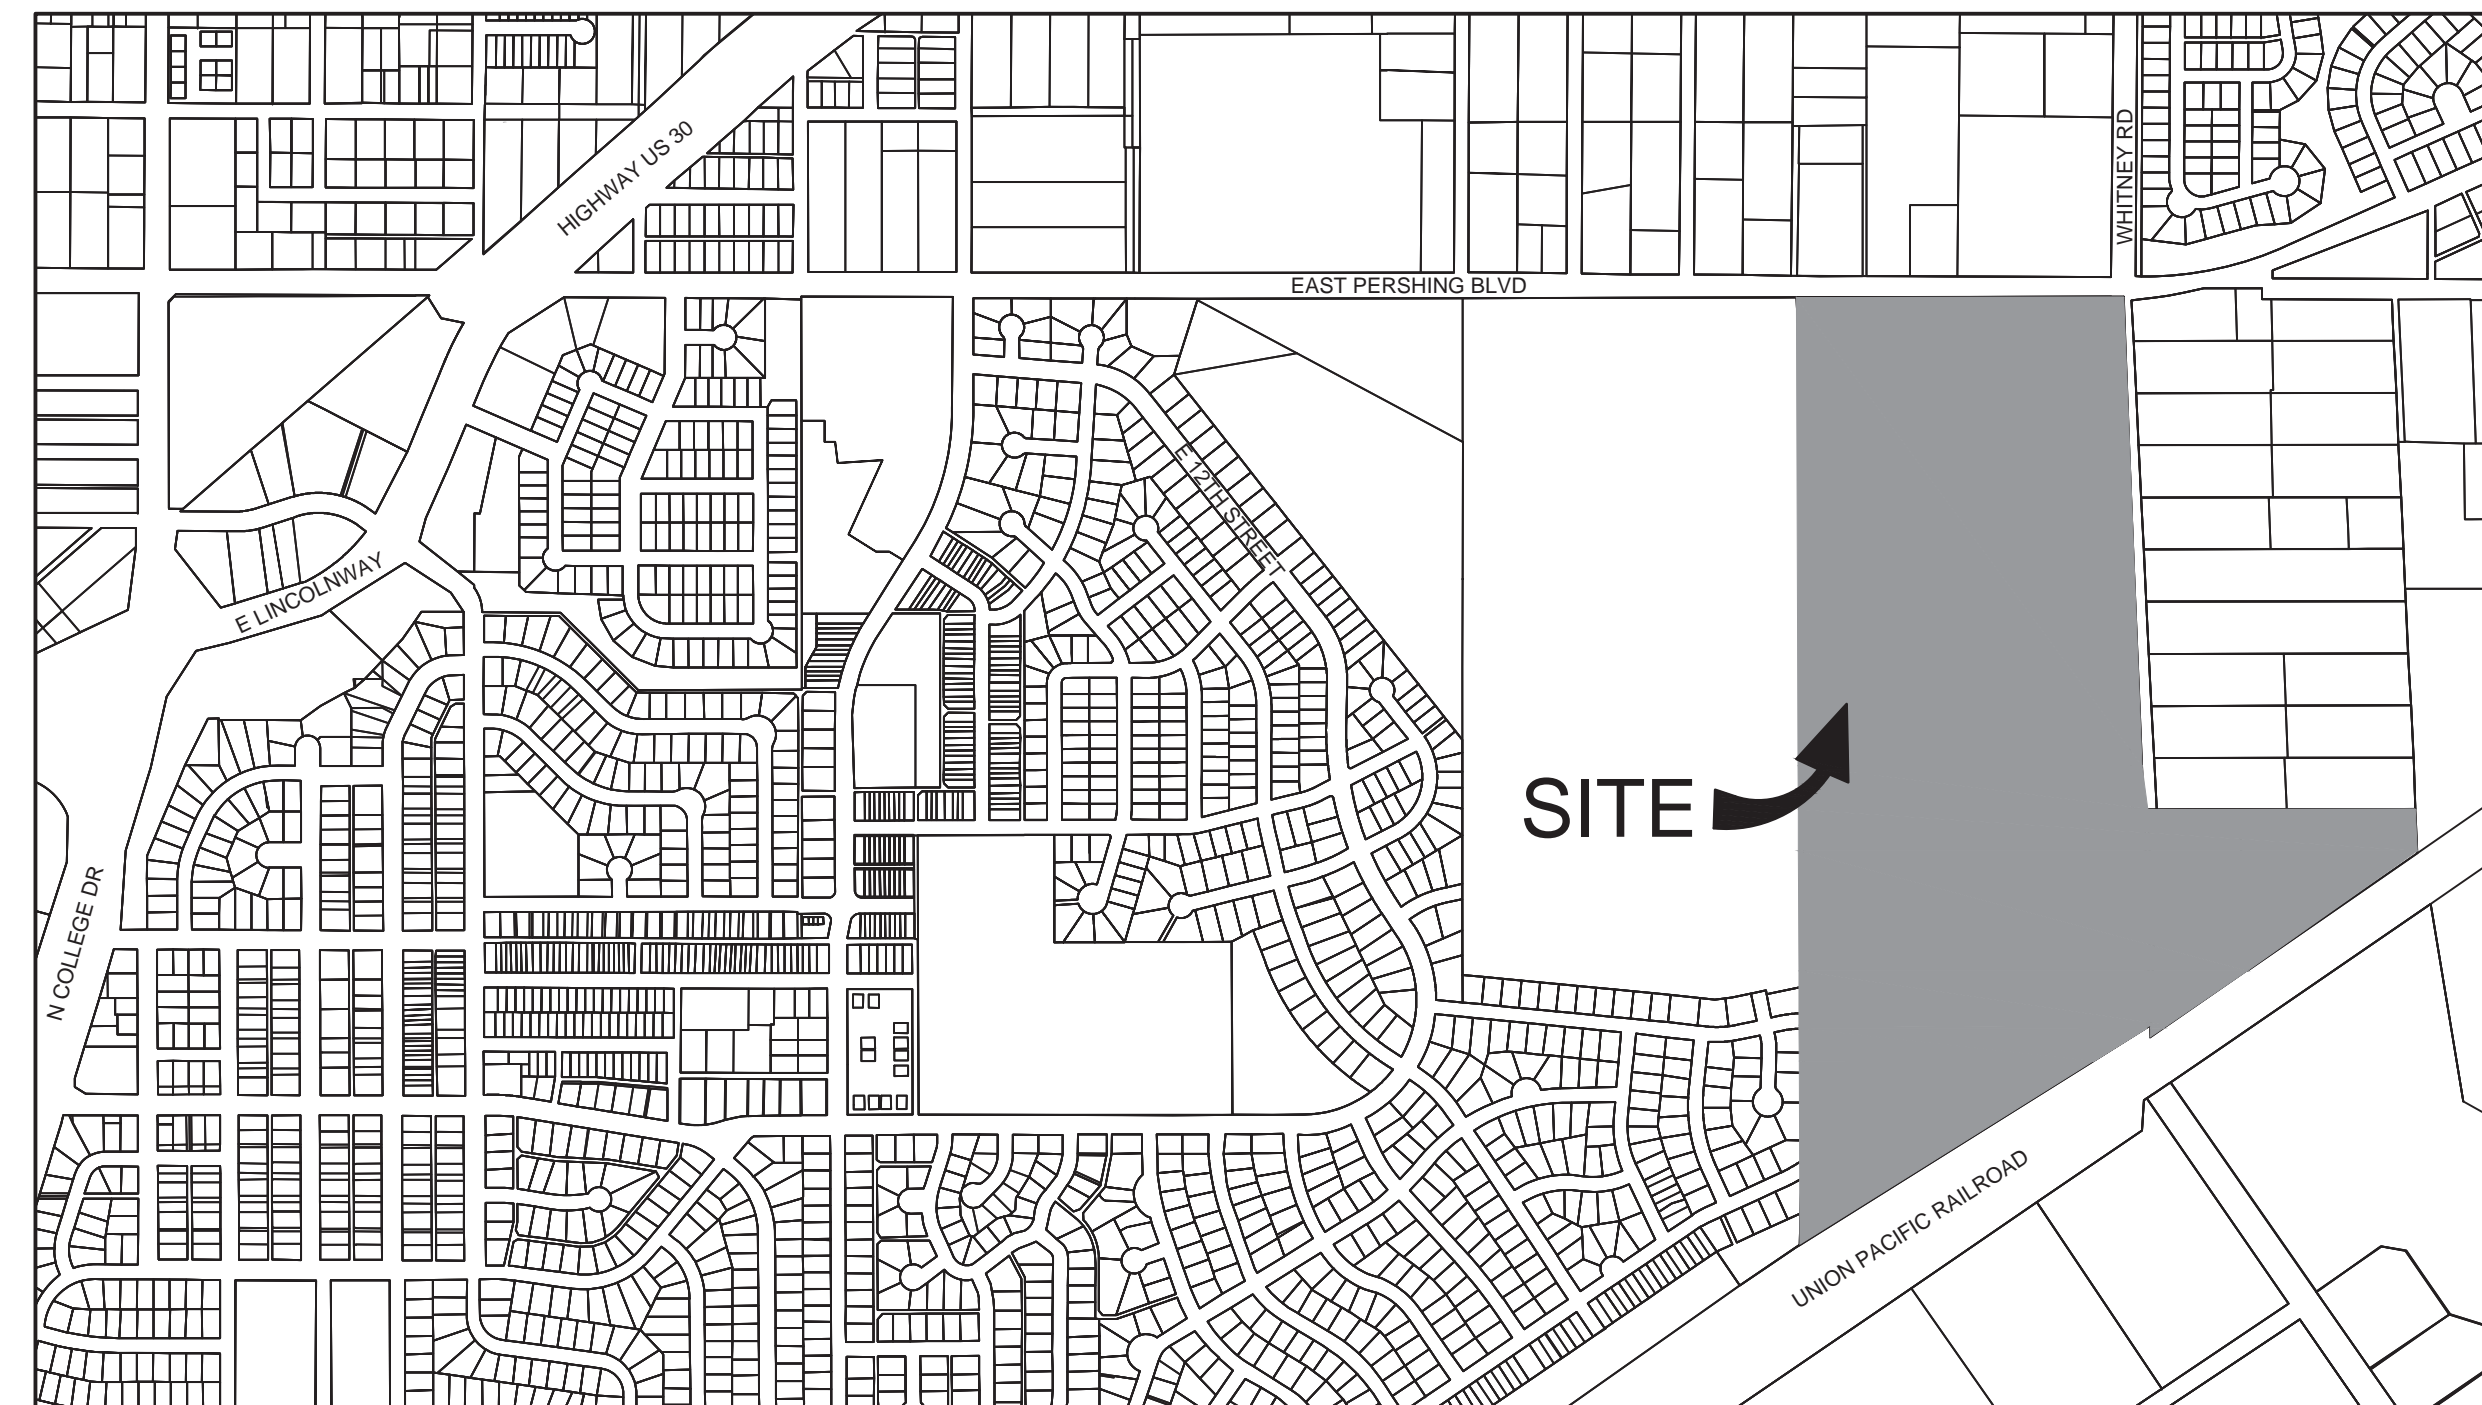 HIGHWAY US 30
WHITNEY RD
EAST PERSHING BLVD
E 12TH STREET
E LINCOLNWAY
SITE
N COLLEGE DR
UNION PACIFIC RAILROAD